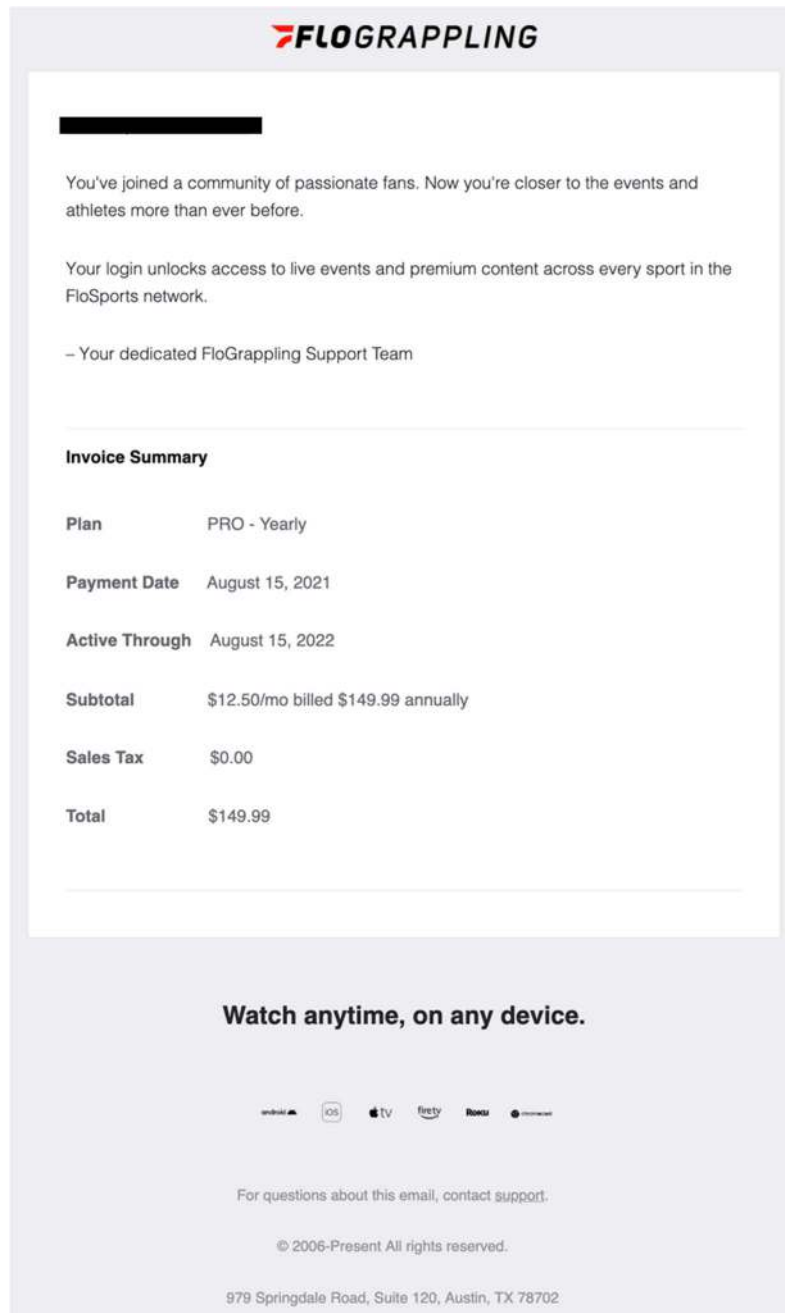 FLOGRAPPLING
You've joined a community of passionate fans. Now you're closer to the events and
athletes more than ever before.
Your login unlocks access to live events and premium content across every sport in the
FloSports network.
– Your dedicated FloGrappling Support Team
Invoice Summary
Plan PRO - Yearly
Payment Date August 15, 2021
Active Through August 15, 2022
Subtotal $12.50/mo billed $149.99 annually
Sales Tax $0.00
Total $149.99
Watch anytime, on any device.
android iOS tv firetv Roku chromecast
For questions about this email, contact support.
© 2006-Present All rights reserved.
979 Springdale Road, Suite 120, Austin, TX 78702